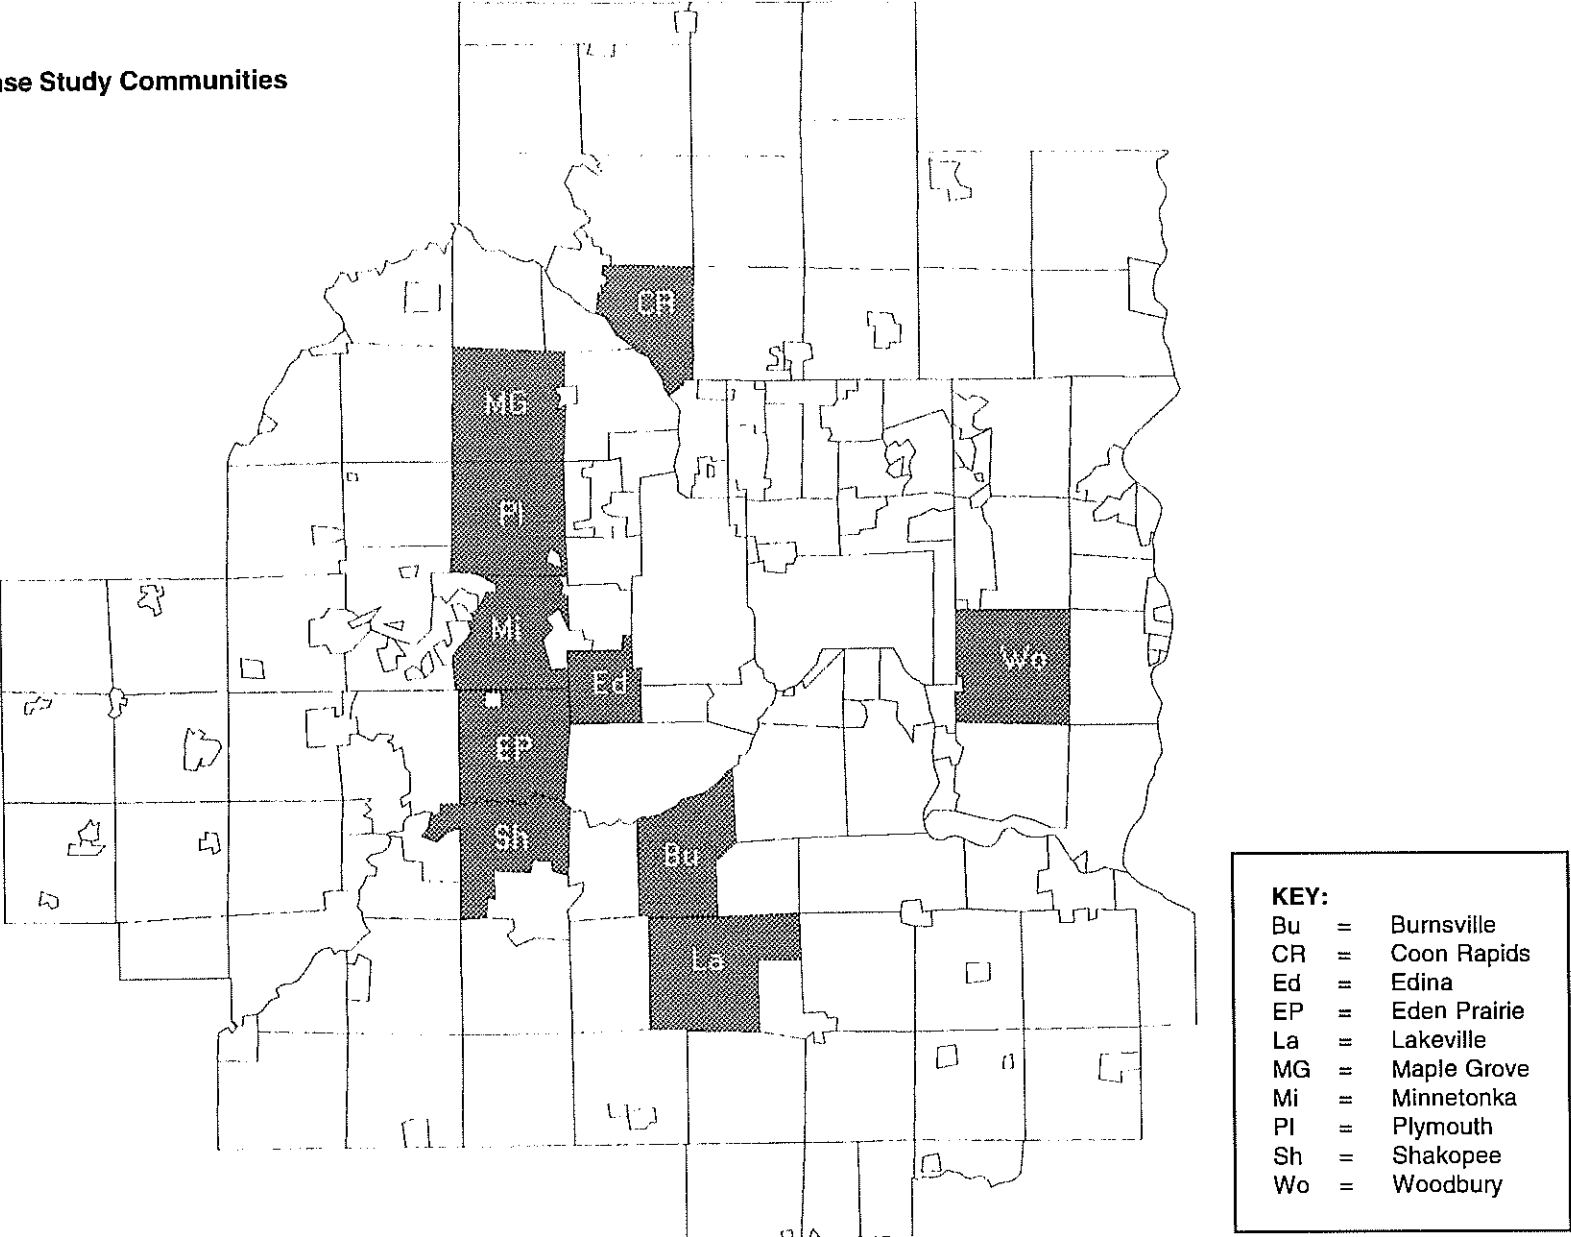 Study Communities
CR
MG
Pl
Mi
Ed
Wo
EP
Sh
Bu
La
KEY:
Bu = Burnsville
CR = Coon Rapids
Ed = Edina
EP = Eden Prairie
La = Lakeville
MG = Maple Grove
Mi = Minnetonka
Pl = Plymouth
Sh = Shakopee
Wo = Woodbury